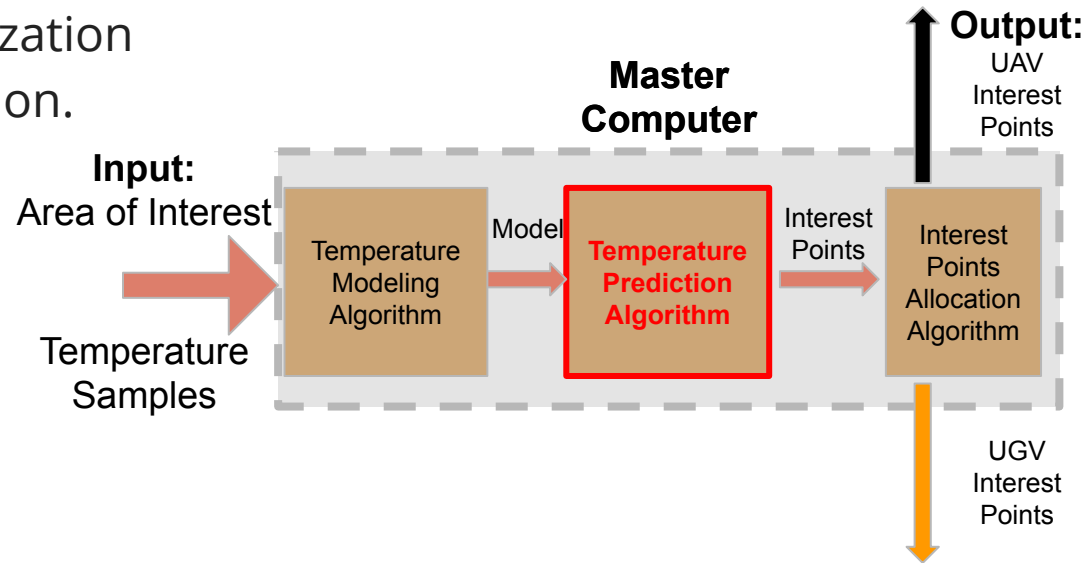 ization
on.
Master
Computer
Output:
UAV
Interest
Points
Input:
Area of Interest
Temperature
Samples
Temperature
Modeling
Algorithm
Model
Temperature
Prediction
Algorithm
Interest
Points
Interest
Points
Allocation
Algorithm
UGV
Interest
Points